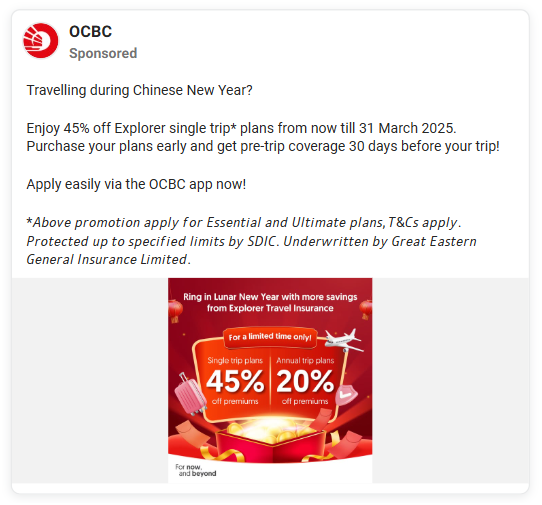 OCBC
Sponsored
Travelling during Chinese New Year?
Enjoy 45% off Explorer single trip* plans from now till 31 March 2025.
Purchase your plans early and get pre-trip coverage 30 days before your trip!
Apply easily via the OCBC app now!
*Above promotion apply for Essential and Ultimate plans, T&Cs apply.
Protected up to specified limits by SDIC. Underwritten by Great Eastern
General Insurance Limited.
Ring in Lunar New Year with more savings
from Explorer Travel Insurance
For a limited time only!
Single trip plans
45%
off premiums
Annual trip plans
20%
off premiums
For now,
and beyond